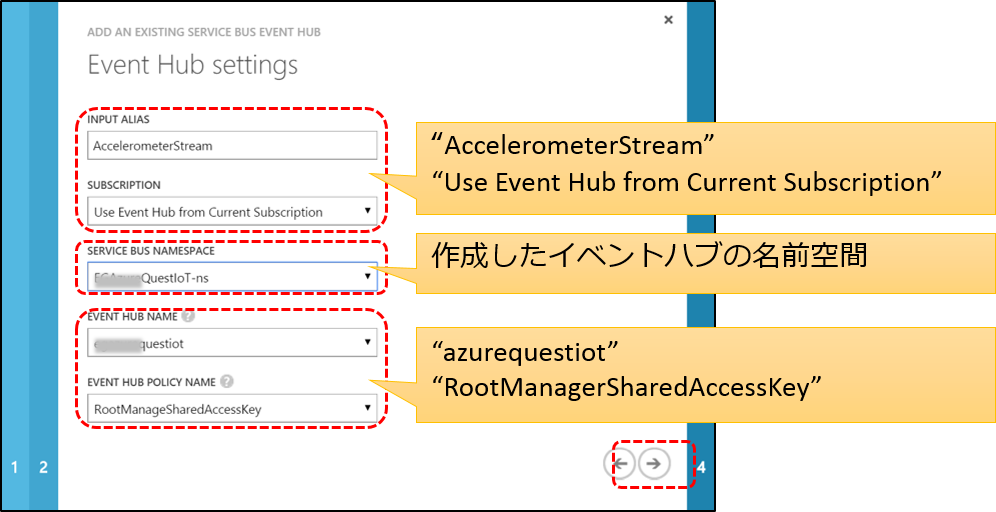 ×
ADD AN EXISTING SERVICE BUS EVENT HUB
Event Hub settings
INPUT ALIAS
AccelerometerStream
SUBSCRIPTION
Use Event Hub from Current Subscription
SERVICE BUS NAMESPACE
QuestIoT-ns
EVENT HUB NAME ?
questiot
EVENT HUB POLICY NAME ?
RootManageSharedAccessKey
“AccelerometerStream”
“Use Event Hub from Current Subscription”
作成したイベントハブの名前空間
“azurequestiot”
“RootManagerSharedAccessKey”
1 2
4